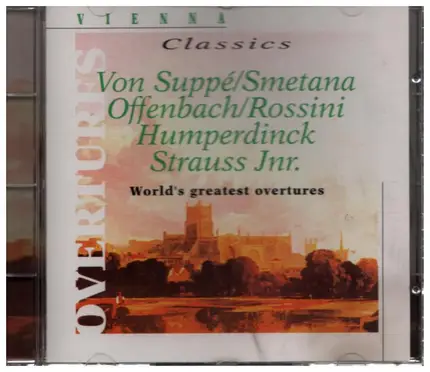 VIENNA
Classics
OVERTURES
Von Suppé/Smetana
Offenbach/Rossini
Humperdinck
Strauss Jnr.
World's greatest overtures